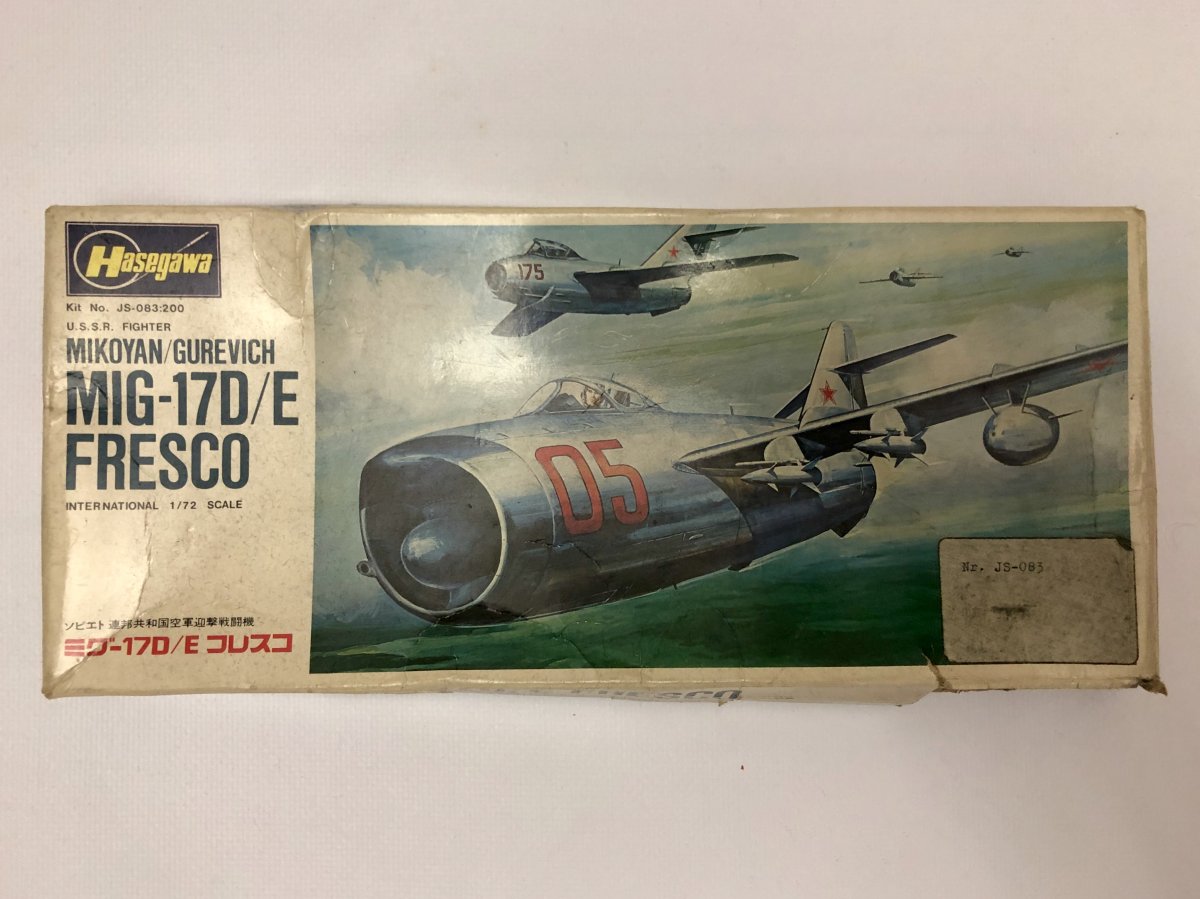 Hasegawa
Kit No. JS-083:200
U.S.S.R. FIGHTER
MIKOYAN/GUREVICH
MIG-17D/E
FRESCO
INTERNATIONAL 1/72 SCALE
ソビエト連邦共和国空軍迎撃戦闘機
ミグ-17D/E フレスコ
175
05
Nr. JS-083
FRESCO